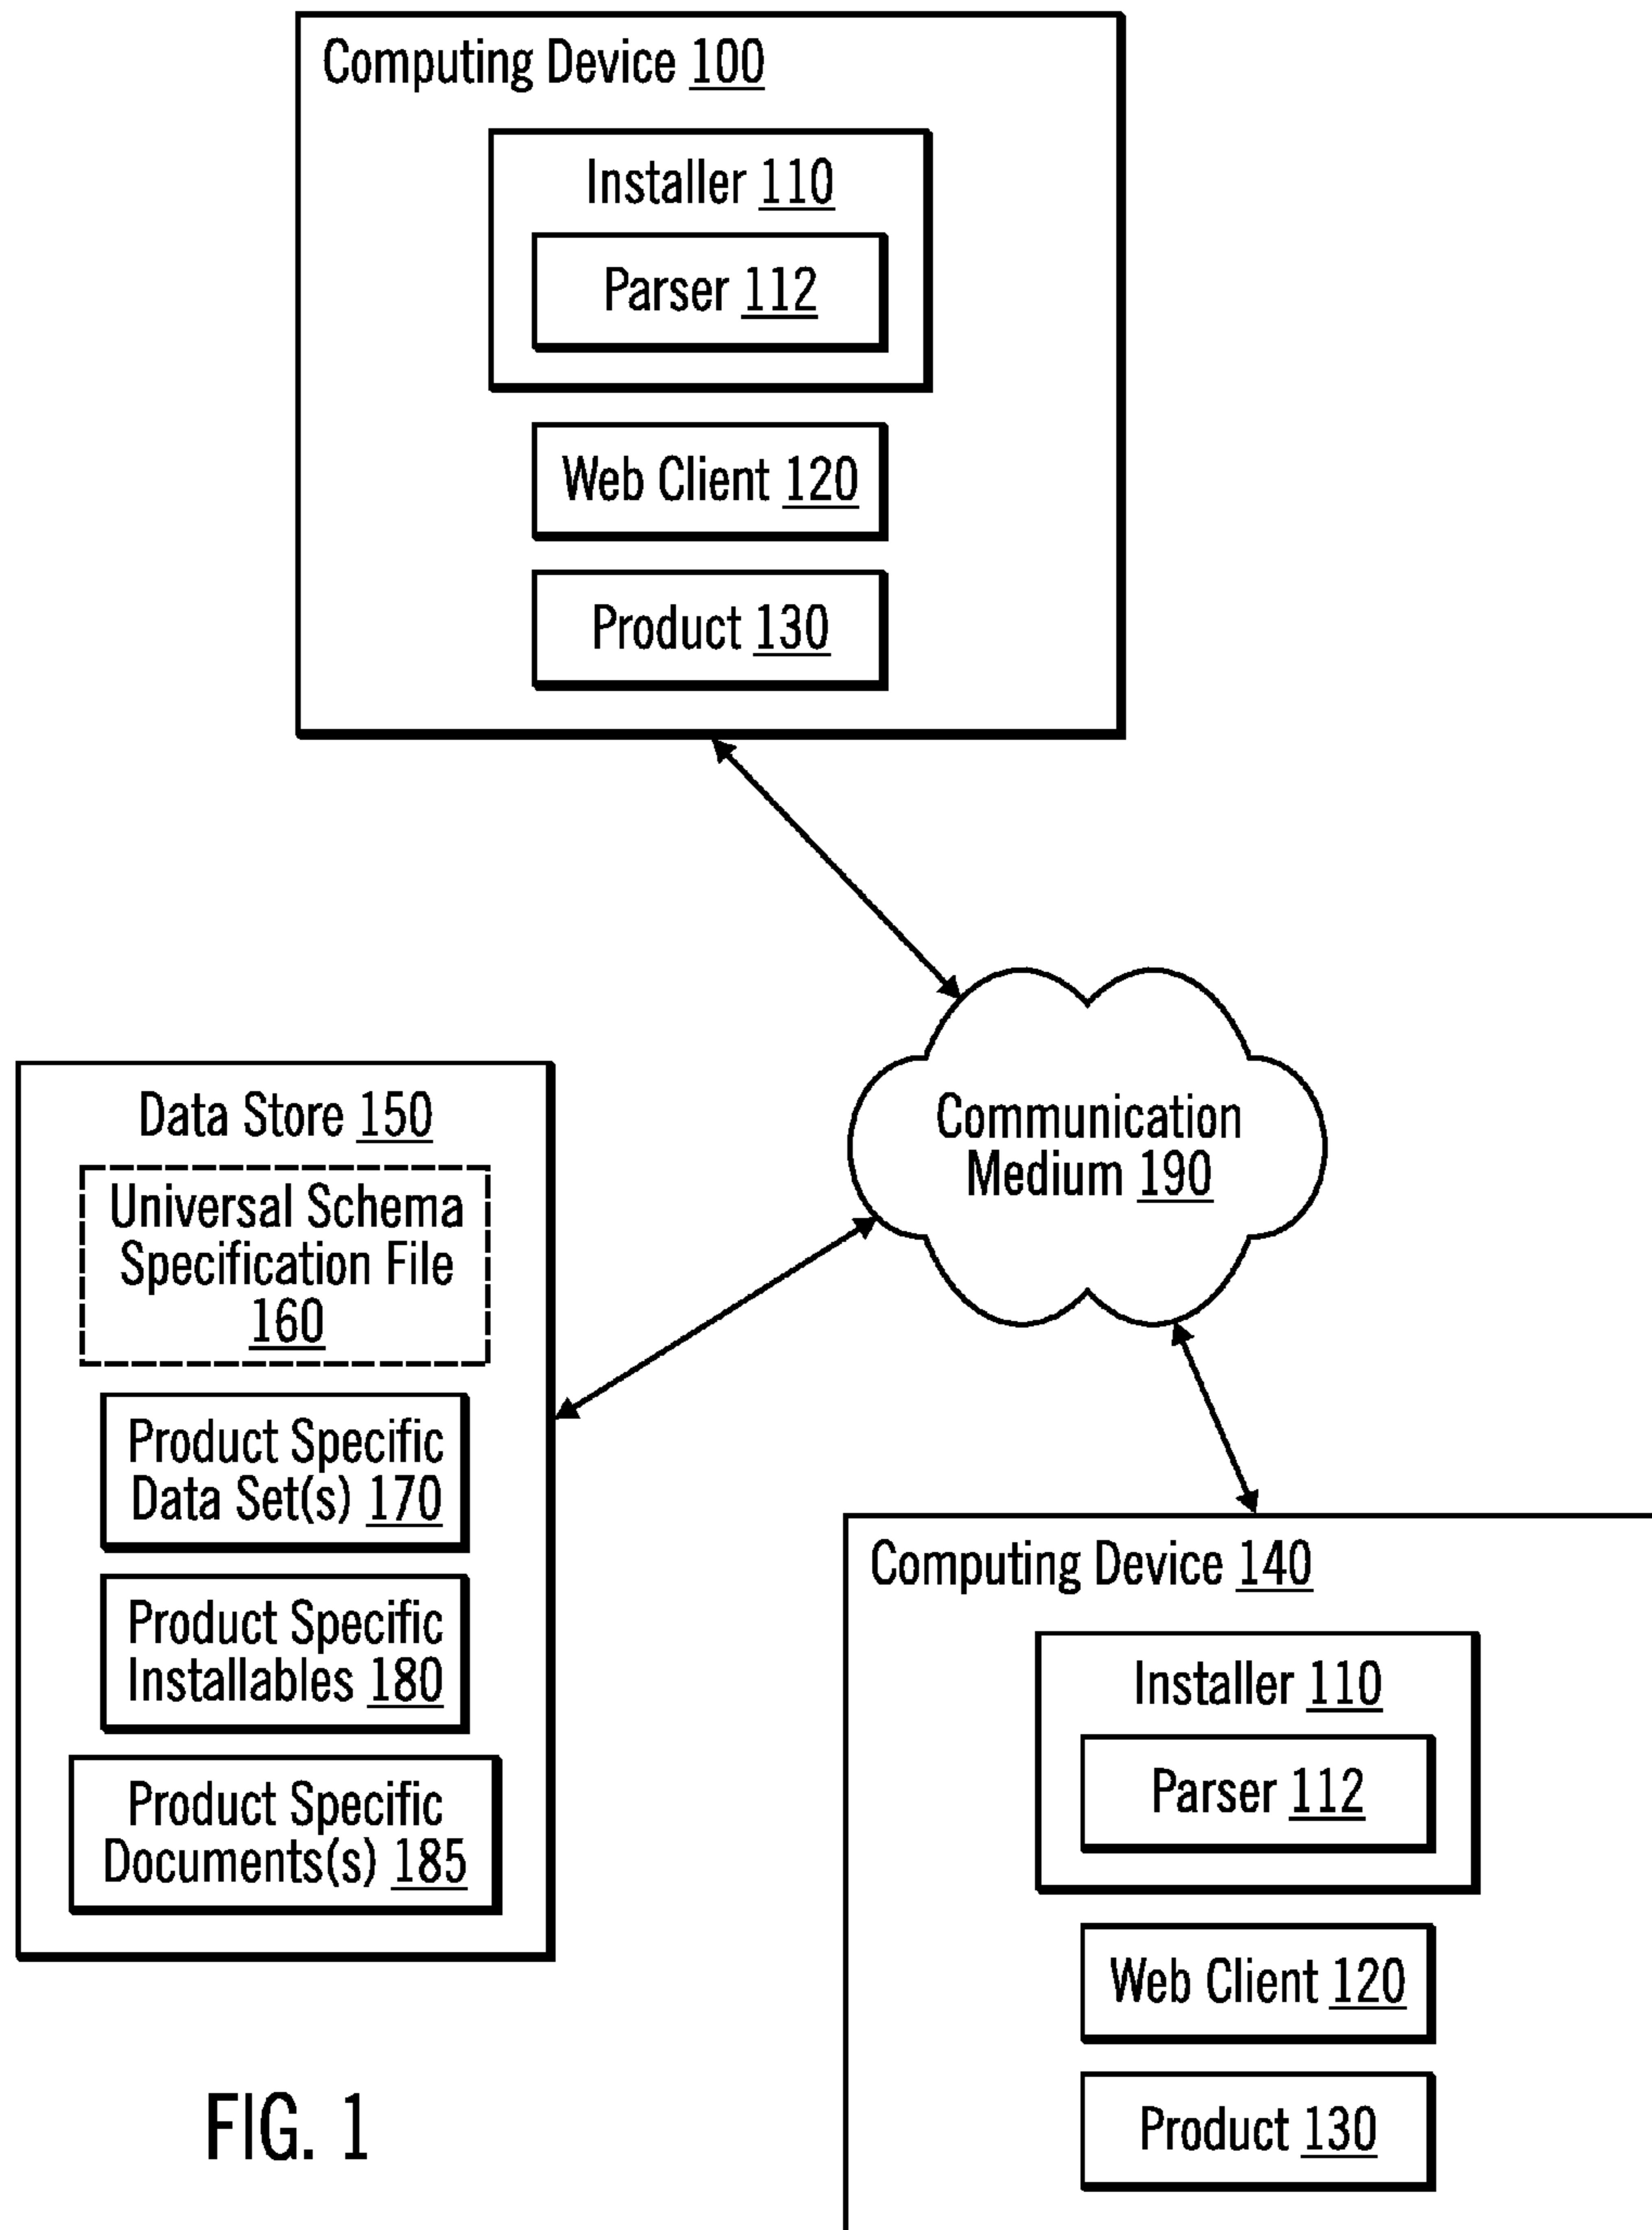 Computing Device 100
Installer 110
Parser 112
Web Client 120
Product 130
Communication
Medium 190
Data Store 150
Universal Schema
Specification File
160
Product Specific
Data Set(s) 170
Product Specific
Installables 180
Product Specific
Documents(s) 185
Computing Device 140
Installer 110
Parser 112
Web Client 120
Product 130
FIG. 1